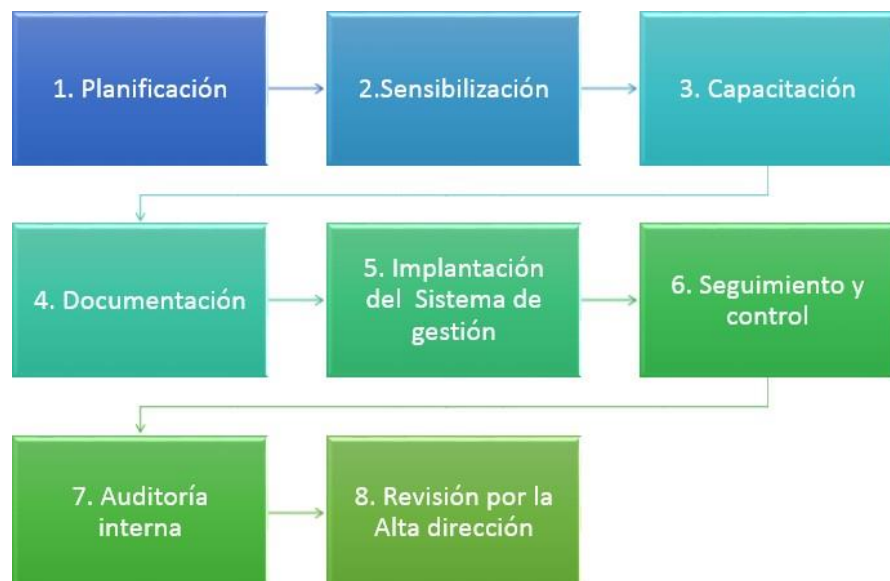 1. Planificación
2.Sensibilización
3. Capacitación
4. Documentación
5. Implantación
del Sistema de
gestión
6. Seguimiento y
control
7. Auditoría
interna
8. Revisión por la
Alta dirección